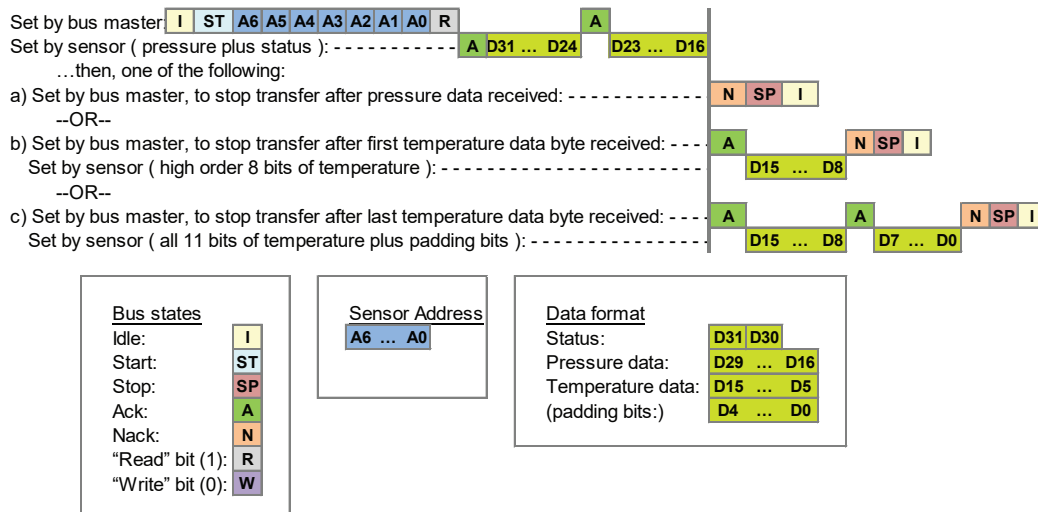 Set by bus master: I ST A6 A5 A4 A3 A2 A1 A0 R A
Set by sensor ( pressure plus status ): - - - - - - - - - - - A D31 … D24 D23 … D16
…then, one of the following:
a) Set by bus master, to stop transfer after pressure data received: - - - - - - - - - - - - N SP I
--OR--
b) Set by bus master, to stop transfer after first temperature data byte received: - - - - A N SP I
Set by sensor ( high order 8 bits of temperature ): - - - - - - - - - - - - - - - - - - - - - - D15 … D8
--OR--
c) Set by bus master, to stop transfer after last temperature data byte received: - - - - A A N SP I
Set by sensor ( all 11 bits of temperature plus padding bits ): - - - - - - - - - - - - - - - D15 … D8 D7 … D0
Bus states
Idle: I
Start: ST
Stop: SP
Ack: A
Nack: N
“Read” bit (1): R
“Write” bit (0): W
Sensor Address
A6 … A0
Data format
Status: D31 D30
Pressure data: D29 … D16
Temperature data: D15 … D5
(padding bits:) D4 … D0